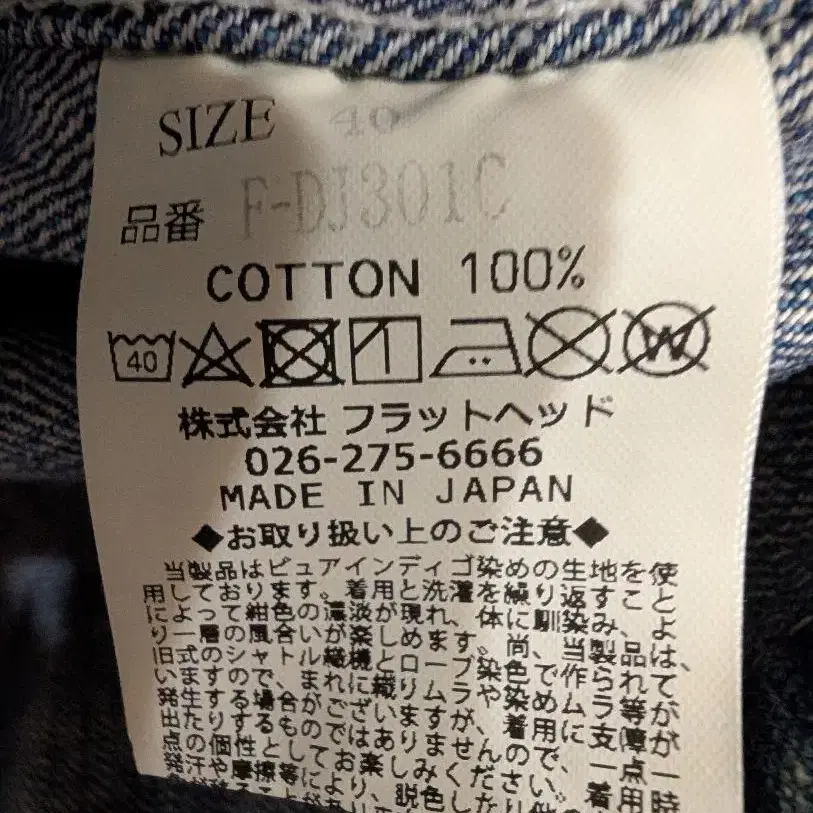 SIZE 40
品番 F-DJ301C
COTTON 100%
40
W
株式会社 フラットヘッド
026-275-6666
MADE IN JAPAN
◆お取り扱い上のご注意◆
当製品はピュアインディゴ染めの生地を使
用しております。着用と洗濯を繰り返すこと
によって紺色の濃淡が現れ、体に馴染み、よ
り一層の風合いが楽しめます。尚、当製品は、
旧式のシャトル織機とロープ染色で作られて
いますので、まれに織りムラや染めムラ等が
発生する場合がございますが、着用に支障が
出たりするものではありませんので、一点一
点の個性としてお楽しみください。着用時
発汗や摩擦等により、脱色したり他